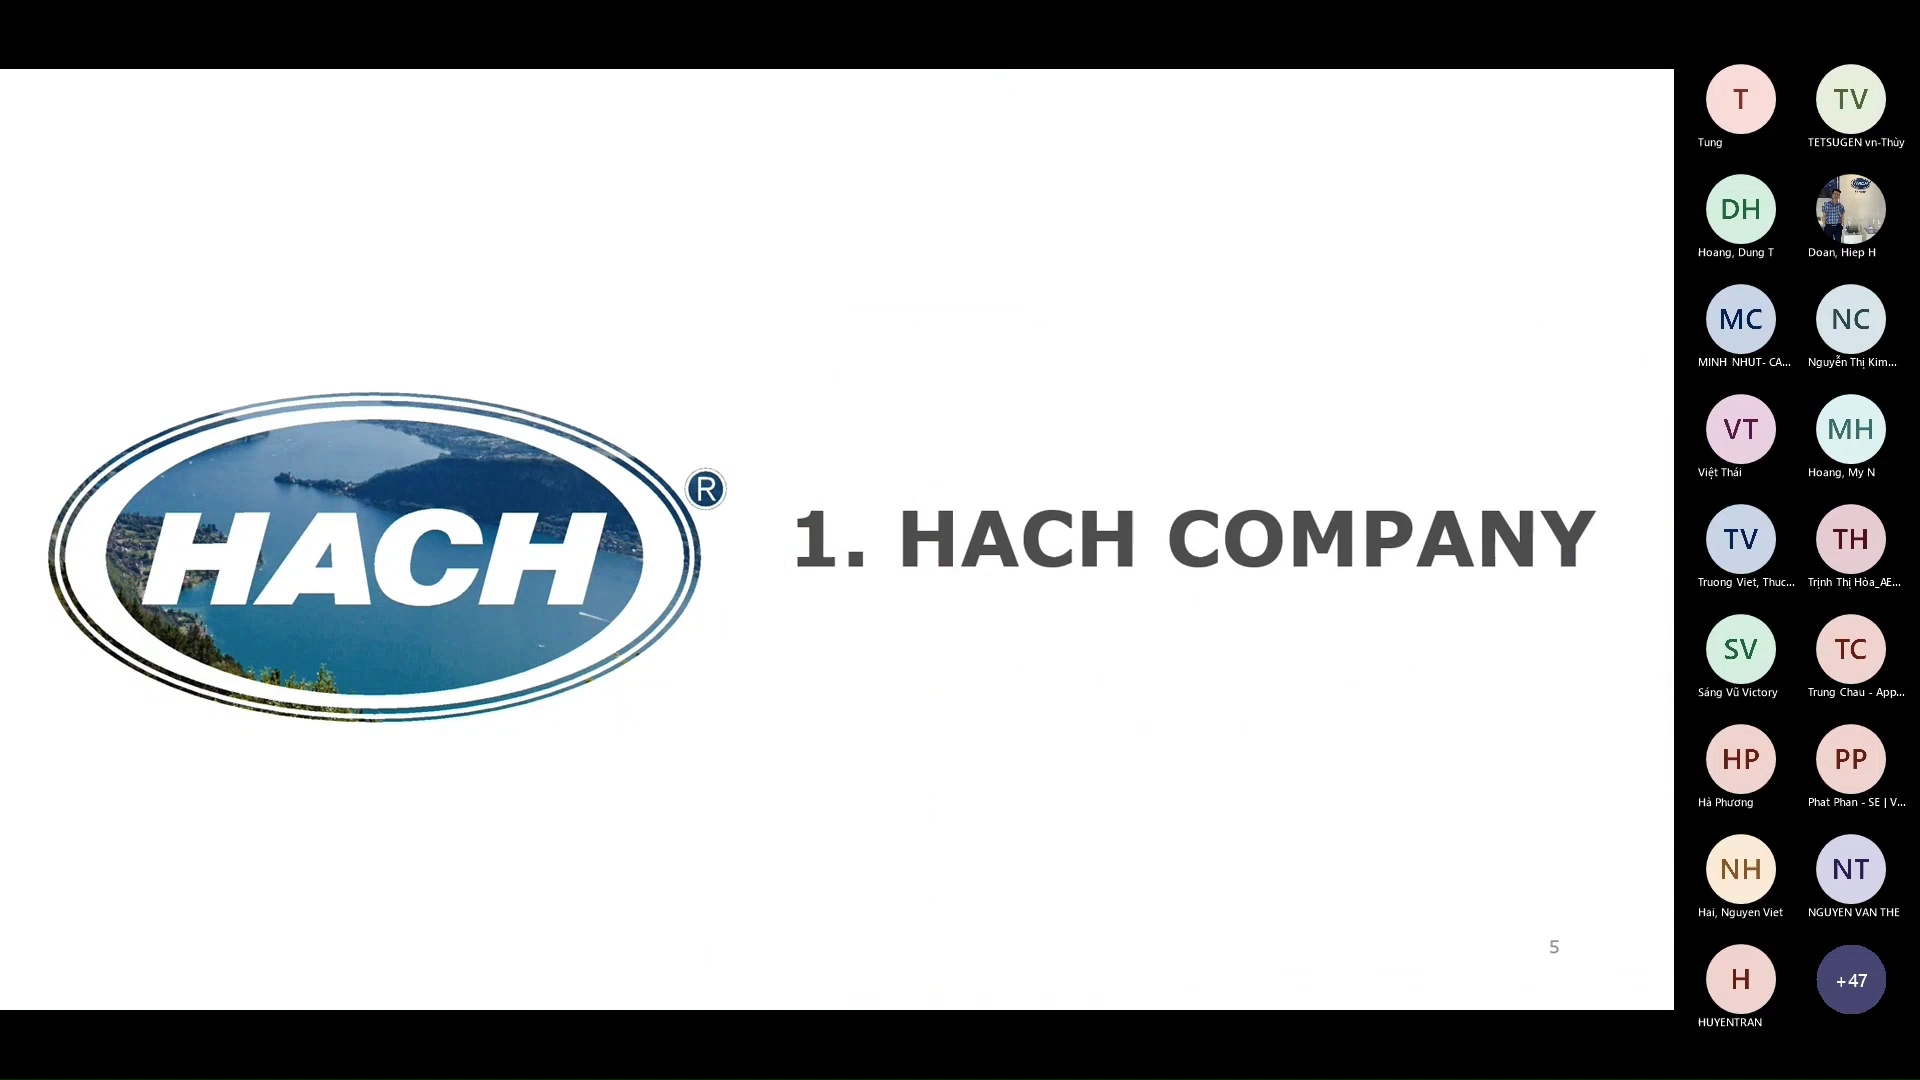 HACH
®
1. HACH COMPANY
5
T
Tung
TV
TETSUGEN vn-Thùy
DH
Hoang, Dung T
HACH
Doan, Hiep H
MC
MINH NHUT- CA...
NC
Nguyễn Thị Kim...
VT
Việt Thái
MH
Hoang, My N
TV
Truong Viet, Thuc...
TH
Trịnh Thị Hòa_AE...
SV
Sáng Vũ Victory
TC
Trung Chau - App...
HP
Hà Phương
PP
Phat Phan - SE | V...
NH
Hai, Nguyen Viet
NT
NGUYEN VAN THE
H
HUYENTRAN
+47